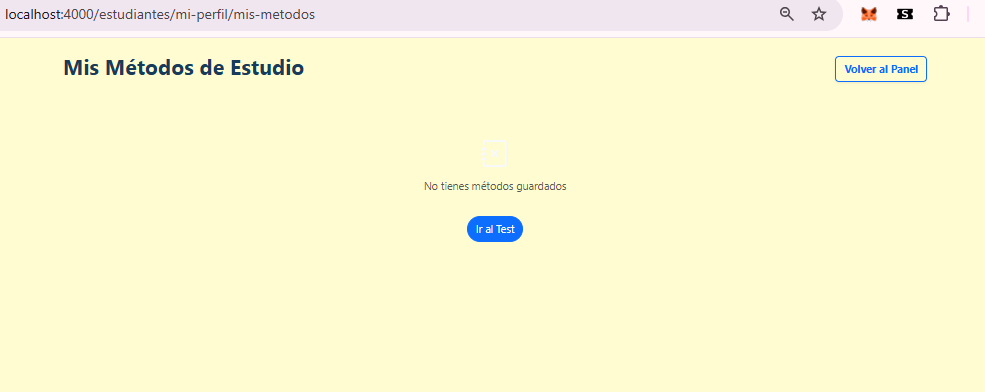 localhost:4000/estudiantes/mi-perfil/mis-metodos
Mis Métodos de Estudio
Volver al Panel
No tienes métodos guardados
Ir al Test